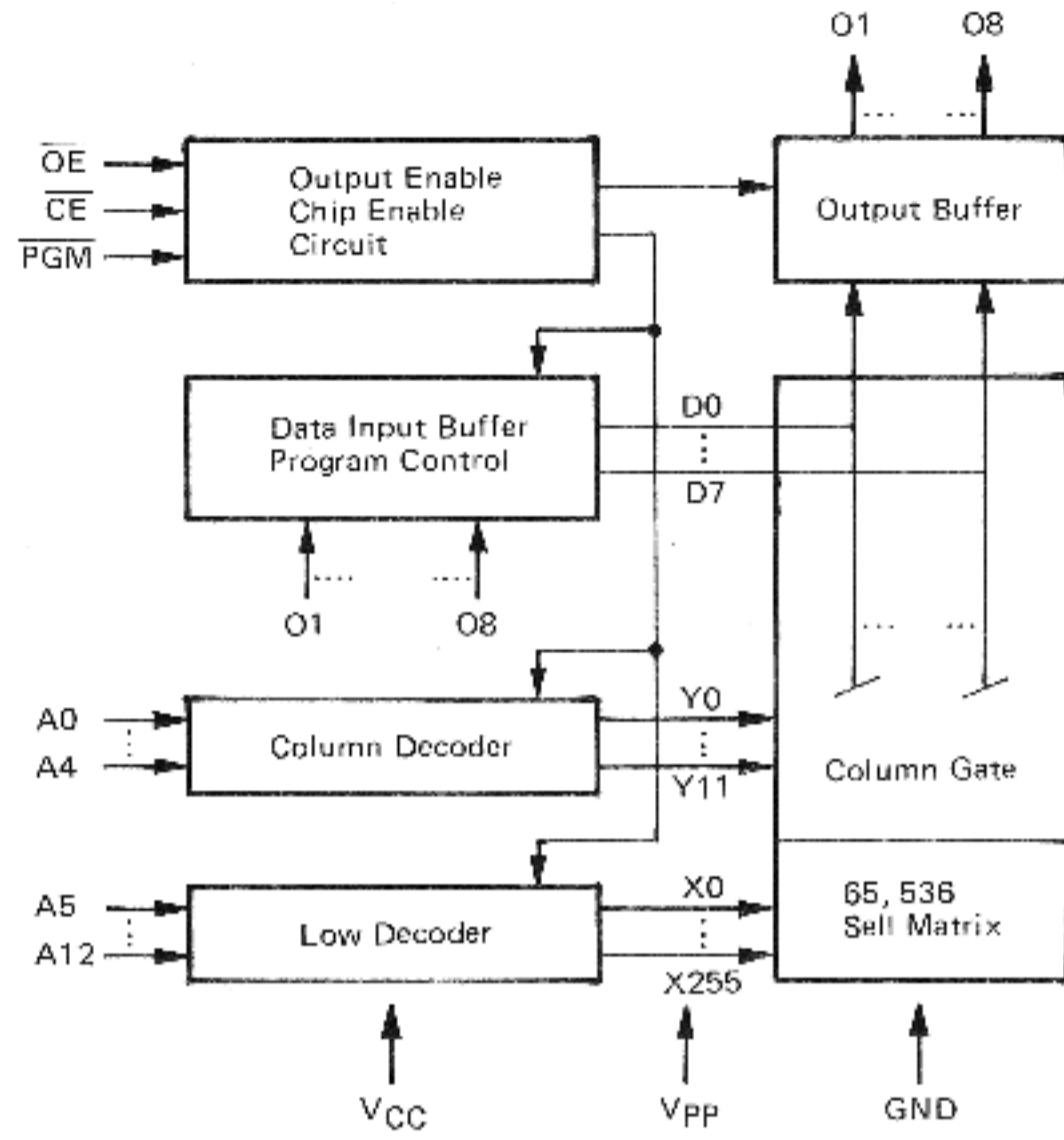 O1 O8
OE
CE
PGM
Output Enable
Chip Enable
Circuit
Output Buffer
Data Input Buffer
Program Control
D0
D7
O1 O8
A0
A4
Column Decoder
Y0
Y11
Column Gate
A5
A12
Low Decoder
X0
X255
65, 536
Sell Matrix
VCC
VPP
GND